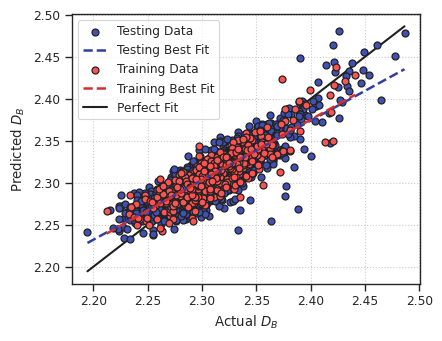 Testing Data
Testing Best Fit
Training Data
Training Best Fit
Perfect Fit
2.50
2.45
2.40
2.35
2.30
2.25
2.20
Predicted D_B
2.20 2.25 2.30 2.35 2.40 2.45 2.50
Actual D_B